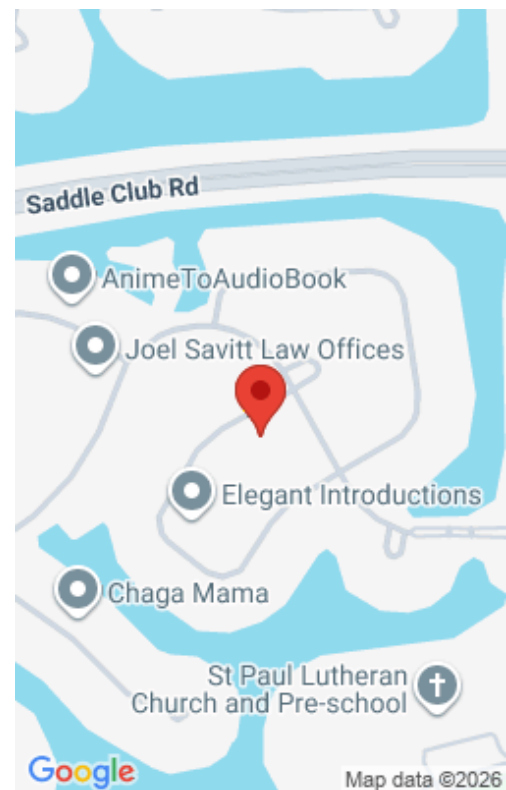 Saddle Club Rd
AnimeToAudioBook
Joel Savitt Law Offices
Elegant Introductions
Chaga Mama
St Paul Lutheran
Church and Pre-school
Google
Map data ©2026